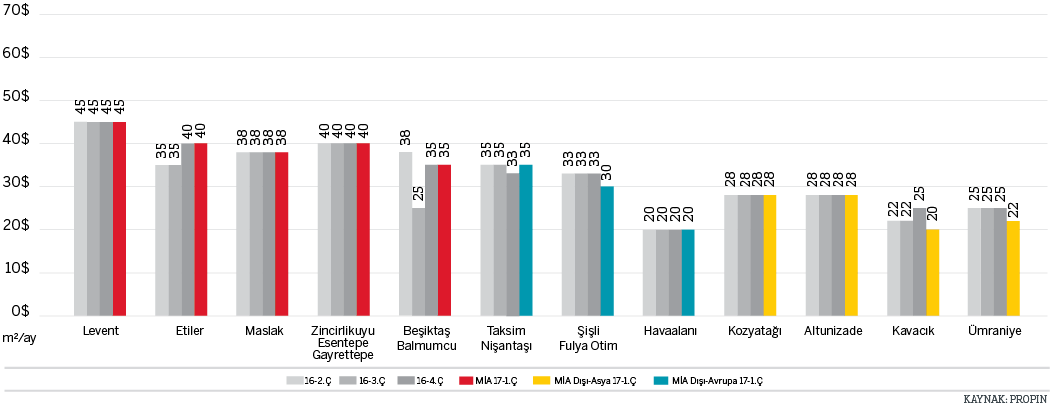 70$
60$
50$
40$
30$
20$
10$
0$
m²/ay
45 45 45 45
35 35 40 40
38 38 38 38
40 40 40 40
38 25 35 35
35 35 33 35
33 33 33 30
20 20 20 20
28 28 28 28
28 28 28 28
22 22 25 20
25 25 25 22
Levent
Etiler
Maslak
Zincirlikuyu
Esentepe
Gayrettepe
Beşiktaş
Balmumcu
Taksim
Nişantaşı
Şişli
Fulya Otim
Havaalanı
Kozyatağı
Altunizade
Kavacık
Ümraniye
16-2.Ç 16-3.Ç 16-4.Ç MİA 17-1.Ç MİA Dışı-Asya 17-1.Ç MİA Dışı-Avrupa 17-1.Ç
KAYNAK: PROPIN